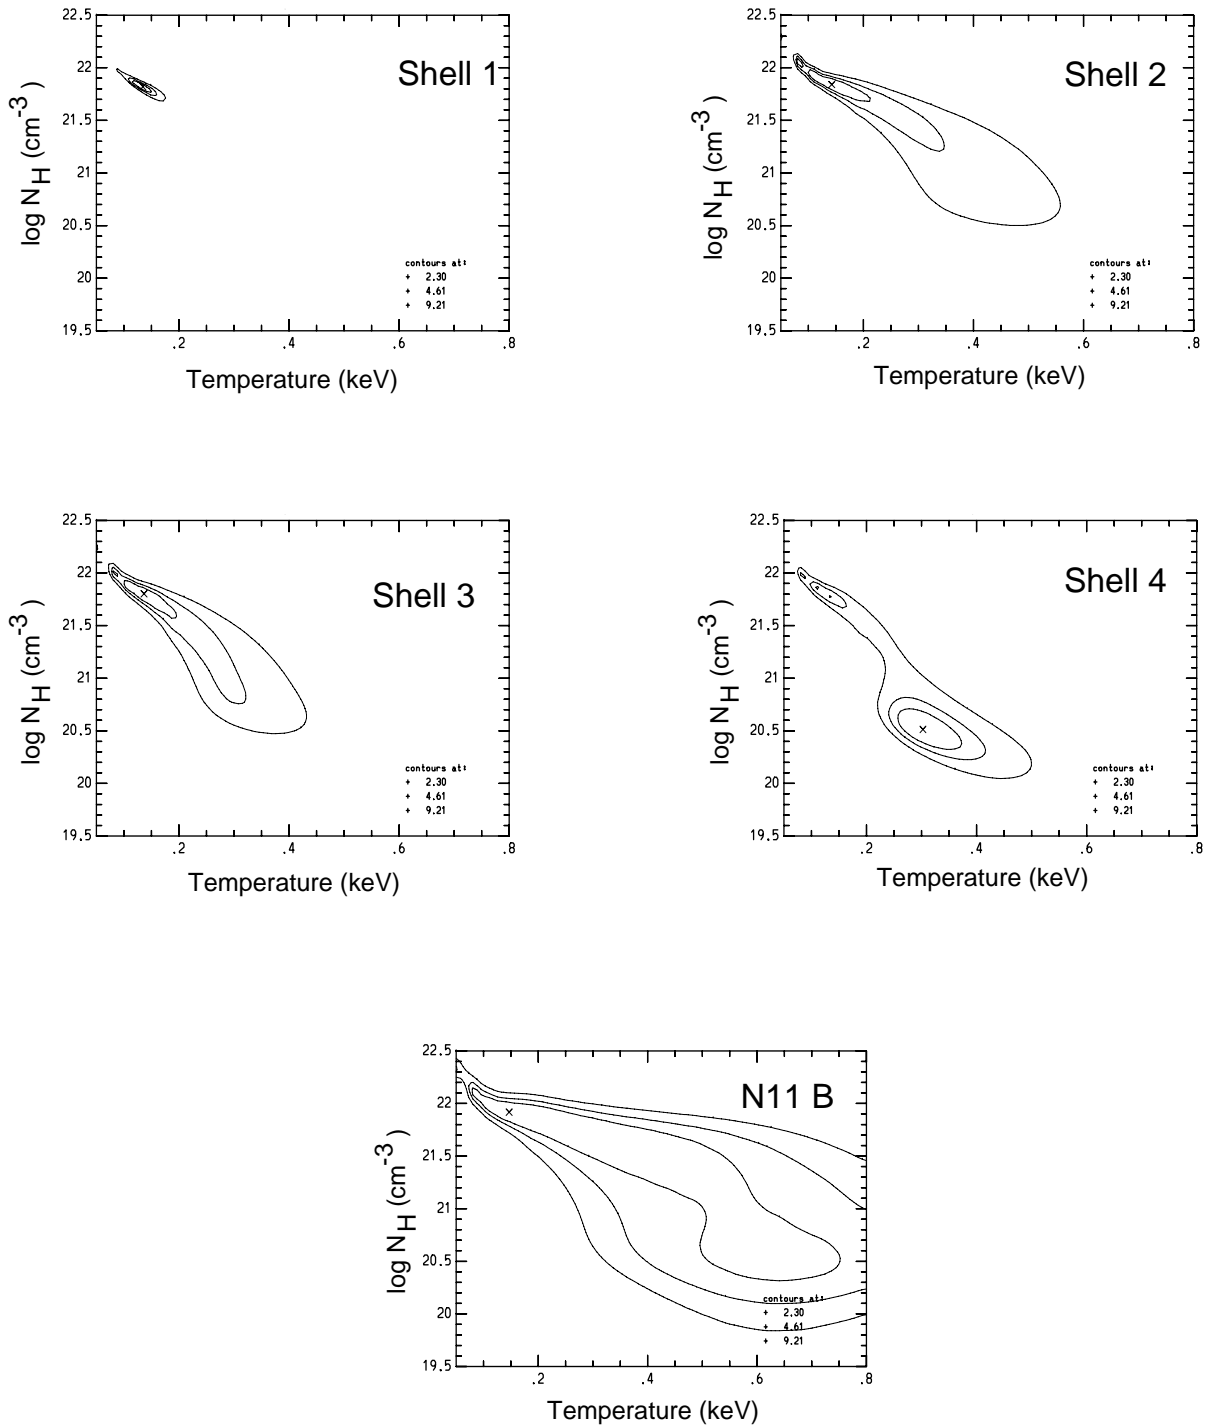 Shell 1
22.5
22
21.5
21
20.5
20
19.5
log N_H (cm^-3)
contours at:
+ 2.30
+ 4.61
+ 9.21
.2 .4 .6 .8
Temperature (keV)
Shell 2
22.5
22
21.5
21
20.5
20
19.5
log N_H (cm^-3)
contours at:
+ 2.30
+ 4.61
+ 9.21
.2 .4 .6 .8
Temperature (keV)
Shell 3
22.5
22
21.5
21
20.5
20
19.5
log N_H (cm^-3)
contours at:
+ 2.30
+ 4.61
+ 9.21
.2 .4 .6 .8
Temperature (keV)
Shell 4
22.5
22
21.5
21
20.5
20
19.5
log N_H (cm^-3)
contours at:
+ 2.30
+ 4.61
+ 9.21
.2 .4 .6 .8
Temperature (keV)
N11 B
22.5
22
21.5
21
20.5
20
19.5
log N_H (cm^-3)
contours at:
+ 2.30
+ 4.61
+ 9.21
.2 .4 .6 .8
Temperature (keV)